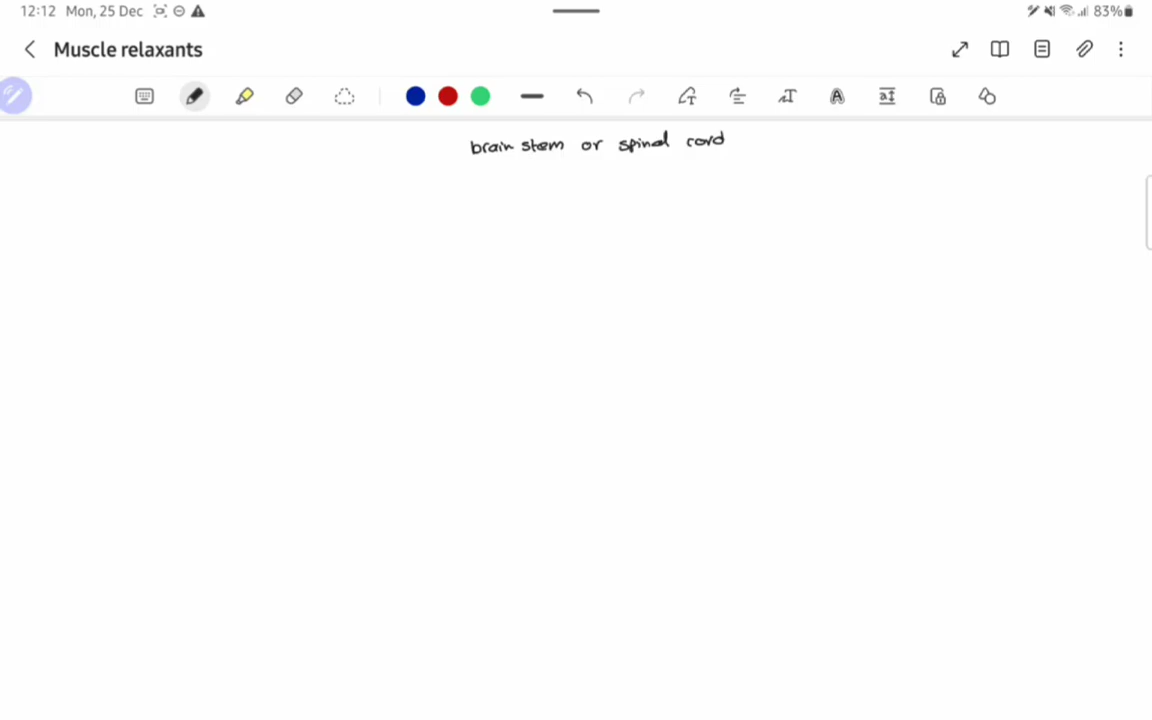 12:12 Mon, 25 Dec 83%
Muscle relaxants
brain stem or spinal cord